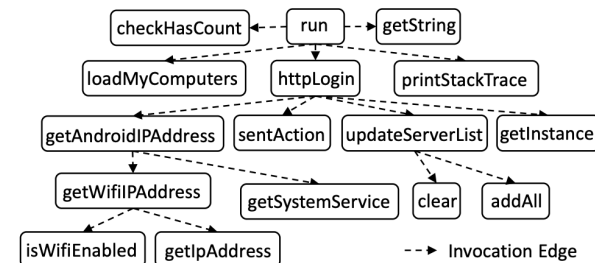 checkHasCount
run
getString
loadMyComputers
httpLogin
printStackTrace
getAndroidIPAddress
sentAction
updateServerList
getInstance
getWifiIPAddress
getSystemService
clear
addAll
isWifiEnabled
getIpAddress
Invocation Edge